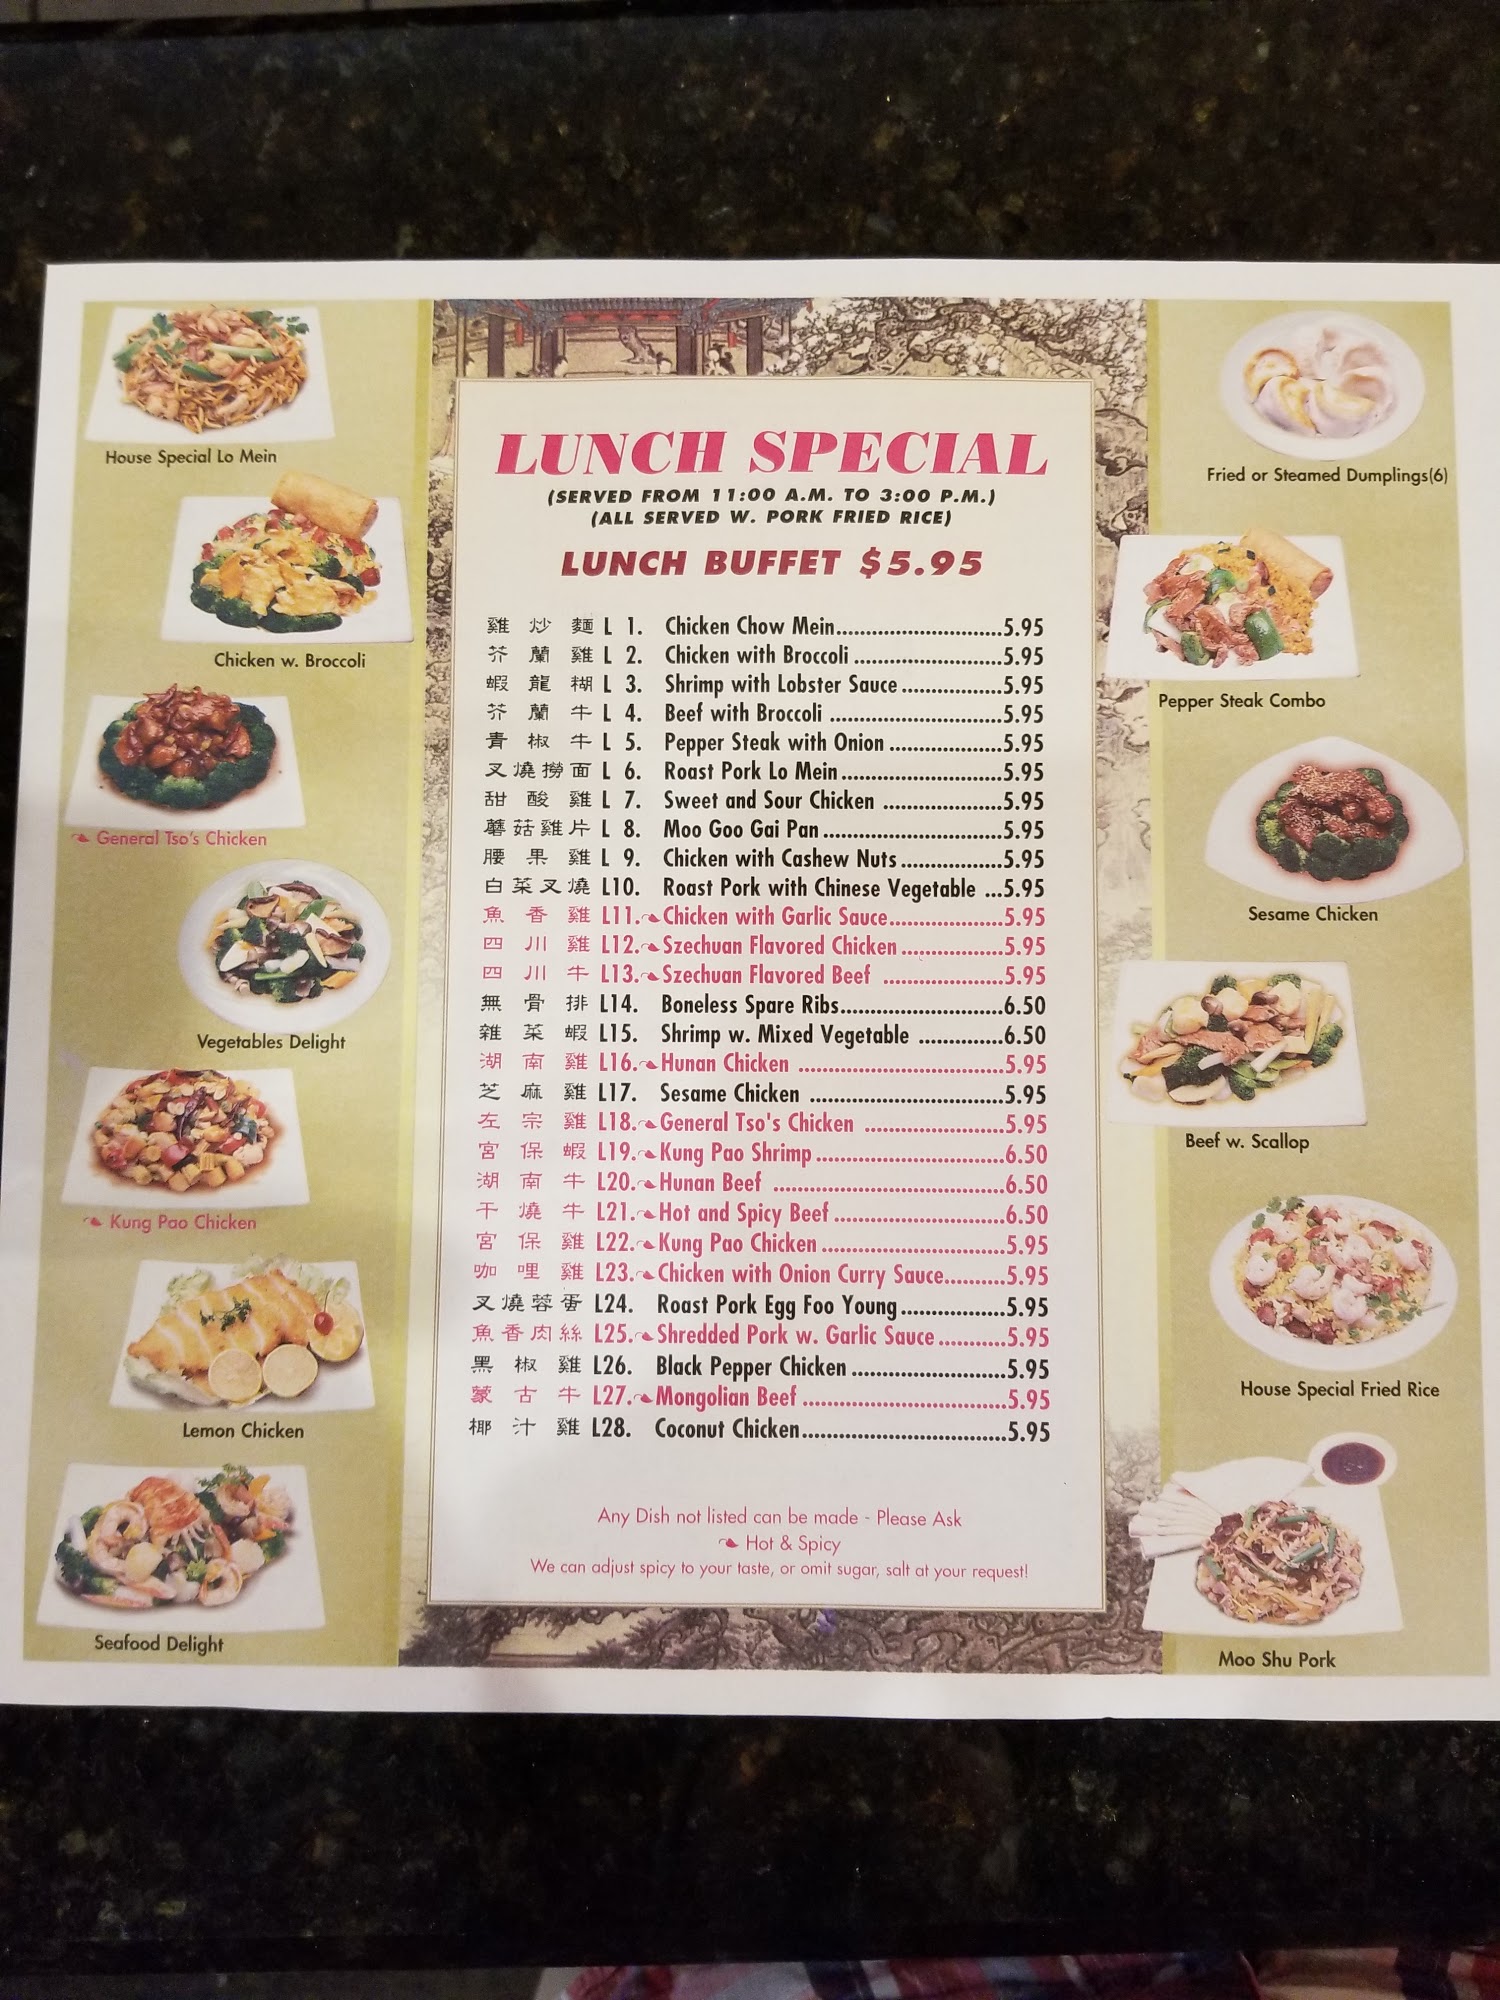 House Special Lo Mein
Chicken w. Broccoli
General Tso's Chicken
Vegetables Delight
Kung Pao Chicken
Lemon Chicken
Seafood Delight
LUNCH SPECIAL
(SERVED FROM 11:00 A.M. TO 3:00 P.M.)
(ALL SERVED W. PORK FRIED RICE)
LUNCH BUFFET $5.95
雞炒麵 L 1. Chicken Chow Mein..............................5.95
芥蘭雞 L 2. Chicken with Broccoli ..........................5.95
蝦龍糊 L 3. Shrimp with Lobster Sauce..................5.95
芥蘭牛 L 4. Beef with Broccoli ..............................5.95
青椒牛 L 5. Pepper Steak with Onion....................5.95
叉燒撈面 L 6. Roast Pork Lo Mein.............................5.95
甜酸雞 L 7. Sweet and Sour Chicken .....................5.95
蘑菇雞片 L 8. Moo Goo Gai Pan................................5.95
腰果雞 L 9. Chicken with Cashew Nuts..................5.95
白菜叉燒 L10. Roast Pork with Chinese Vegetable ...5.95
魚香雞 L11. Chicken with Garlic Sauce....................5.95
四川雞 L12. Szechuan Flavored Chicken..................5.95
四川牛 L13. Szechuan Flavored Beef .....................5.95
無骨排 L14. Boneless Spare Ribs.............................6.50
雜菜蝦 L15. Shrimp w. Mixed Vegetable ...............6.50
湖南雞 L16. Hunan Chicken ....................................5.95
芝麻雞 L17. Sesame Chicken ...................................5.95
左宗雞 L18. General Tso's Chicken .........................5.95
宮保蝦 L19. Kung Pao Shrimp.................................6.50
湖南牛 L20. Hunan Beef .........................................6.50
干燒牛 L21. Hot and Spicy Beef..............................6.50
宮保雞 L22. Kung Pao Chicken................................5.95
咖哩雞 L23. Chicken with Onion Curry Sauce...........5.95
叉燒蓉蛋 L24. Roast Pork Egg Foo Young...................5.95
魚香肉絲 L25. Shredded Pork w. Garlic Sauce............5.95
黑椒雞 L26. Black Pepper Chicken............................5.95
蒙古牛 L27. Mongolian Beef....................................5.95
椰汁雞 L28. Coconut Chicken....................................5.95
Any Dish not listed can be made - Please Ask
Hot & Spicy
We can adjust spicy to your taste, or omit sugar, salt at your request!
Fried or Steamed Dumplings(6)
Pepper Steak Combo
Sesame Chicken
Beef w. Scallop
House Special Fried Rice
Moo Shu Pork